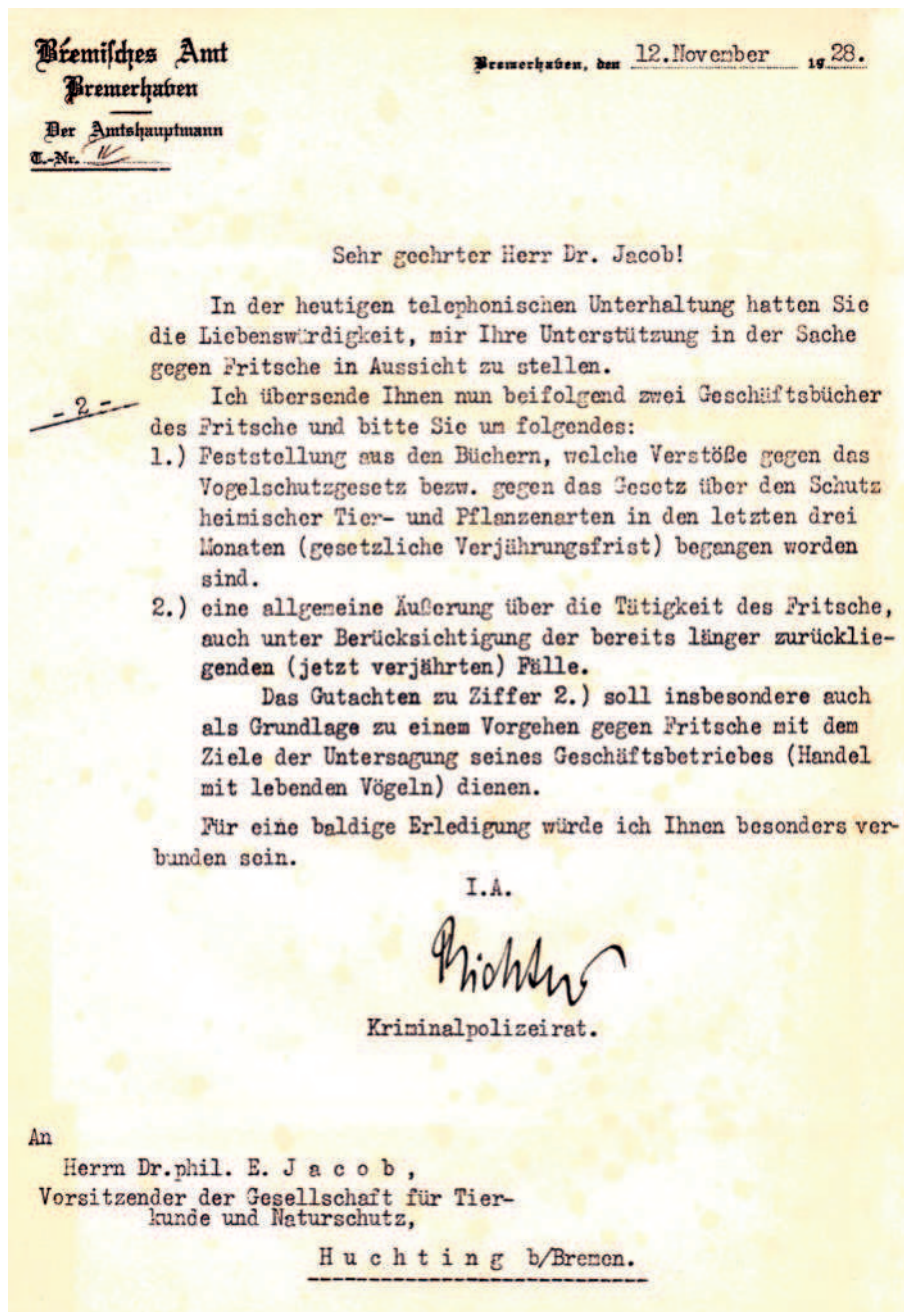 Bremisches Amt
Bremerhaven
Der Amtshauptmann
T.-Nr.
Bremerhaven, den 12.November 1928.
Sehr geehrter Herr Dr. Jacob!
In der heutigen telephonischen Unterhaltung hatten Sie
die Liebenswürdigkeit, mir Ihre Unterstützung in der Sache
gegen Fritsche in Aussicht zu stellen.
- 2 -
Ich übersende Ihnen nun beifolgend zwei Geschäftsbücher
des Fritsche und bitte Sie um folgendes:
1.) Feststellung aus den Büchern, welche Verstöße gegen das
Vogelschutzgesetz bezw. gegen das Gesetz über den Schutz
heimischer Tier- und Pflanzenarten in den letzten drei
Monaten (gesetzliche Verjährungsfrist) begangen worden
sind.
2.) eine allgemeine Äußerung über die Tätigkeit des Fritsche,
auch unter Berücksichtigung der bereits länger zurücklie-
genden (jetzt verjährten) Fälle.
Das Gutachten zu Ziffer 2.) soll insbesondere auch
als Grundlage zu einem Vorgehen gegen Fritsche mit dem
Ziele der Untersagung seines Geschäftsbetriebes (Handel
mit lebenden Vögeln) dienen.
Für eine baldige Erledigung würde ich Ihnen besonders ver-
bunden sein.
I.A.
Richter
Kriminalpolizeirat.
An
Herrn Dr.phil. E. J a c o b ,
Vorsitzender der Gesellschaft für Tier-
kunde und Naturschutz,
H u c h t i n g b/Bremen.